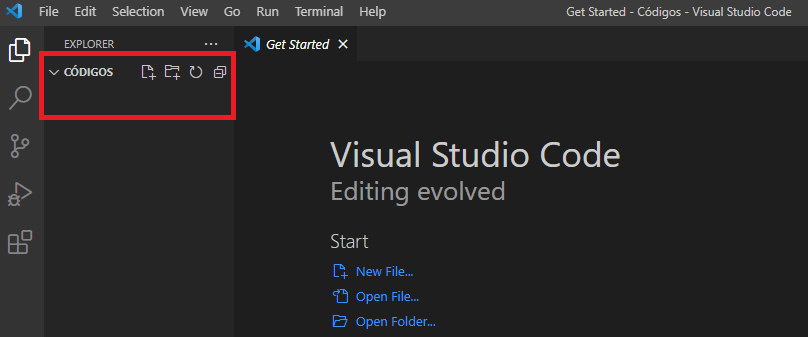 File Edit Selection View Go Run Terminal Help Get Started - Códigos - Visual Studio Code
EXPLORER
Get Started
CÓDIGOS
Visual Studio Code
Editing evolved
Start
New File...
Open File...
Open Folder...